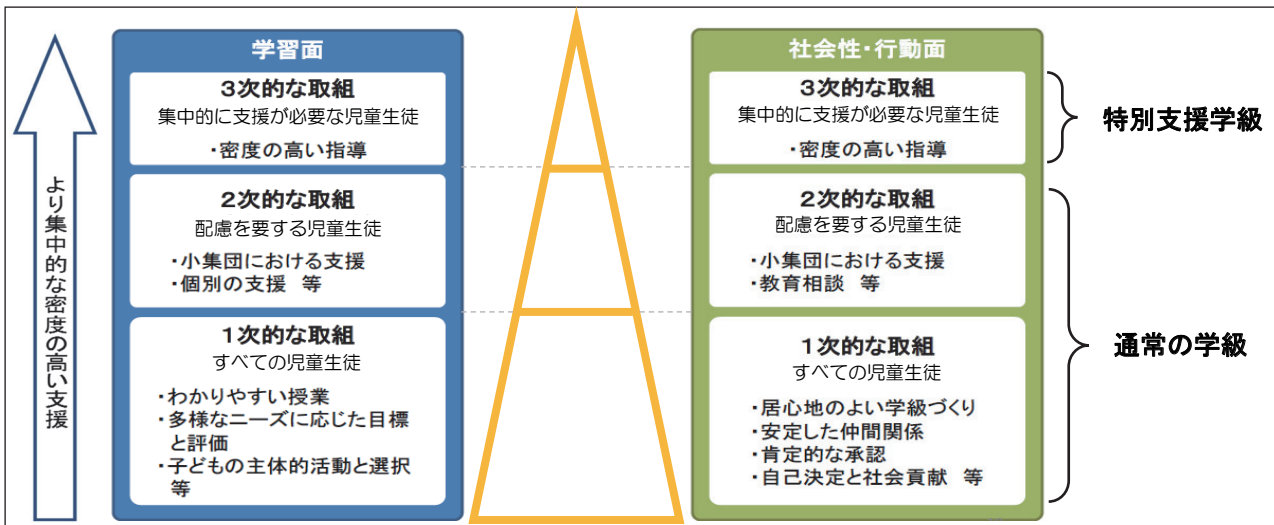 より集中的な密度の高い支援
学習面
3次的な取組
集中的に支援が必要な児童生徒
・密度の高い指導
2次的な取組
配慮を要する児童生徒
・小集団における支援
・個別の支援 等
1次的な取組
すべての児童生徒
・わかりやすい授業
・多様なニーズに応じた目標
と評価
・子どもの主体的活動と選択
等
社会性・行動面
3次的な取組
集中的に支援が必要な児童生徒
・密度の高い指導
2次的な取組
配慮を要する児童生徒
・小集団における支援
・教育相談 等
1次的な取組
すべての児童生徒
・居心地のよい学級づくり
・安定した仲間関係
・肯定的な承認
・自己決定と社会貢献 等
特別支援学級
通常の学級